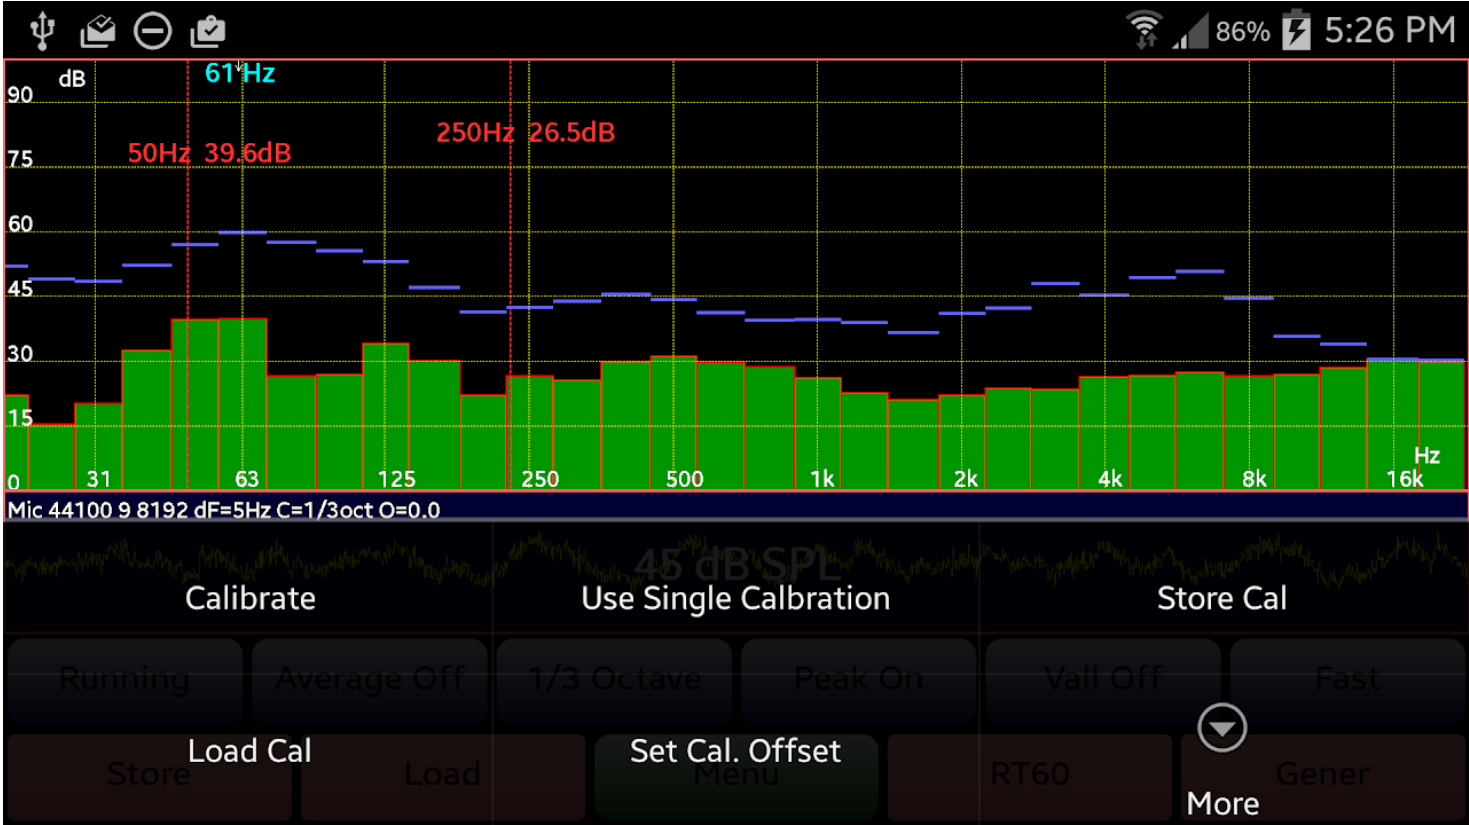 86% 5:26 PM
dB 61 Hz
90
250Hz 26.5dB
50Hz 39.6dB
75
60
45
30
15
Hz
0 31 63 125 250 500 1k 2k 4k 8k 16k
Mic 44100 9 8192 dF=5Hz C=1/3oct O=0.0
45 dB SPL
Calibrate Use Single Calbration Store Cal
Running Average Off 1/3 Octave Peak On Vall Off Fast
Load Cal Set Cal. Offset
Store Load Menu RT60 Gener
More